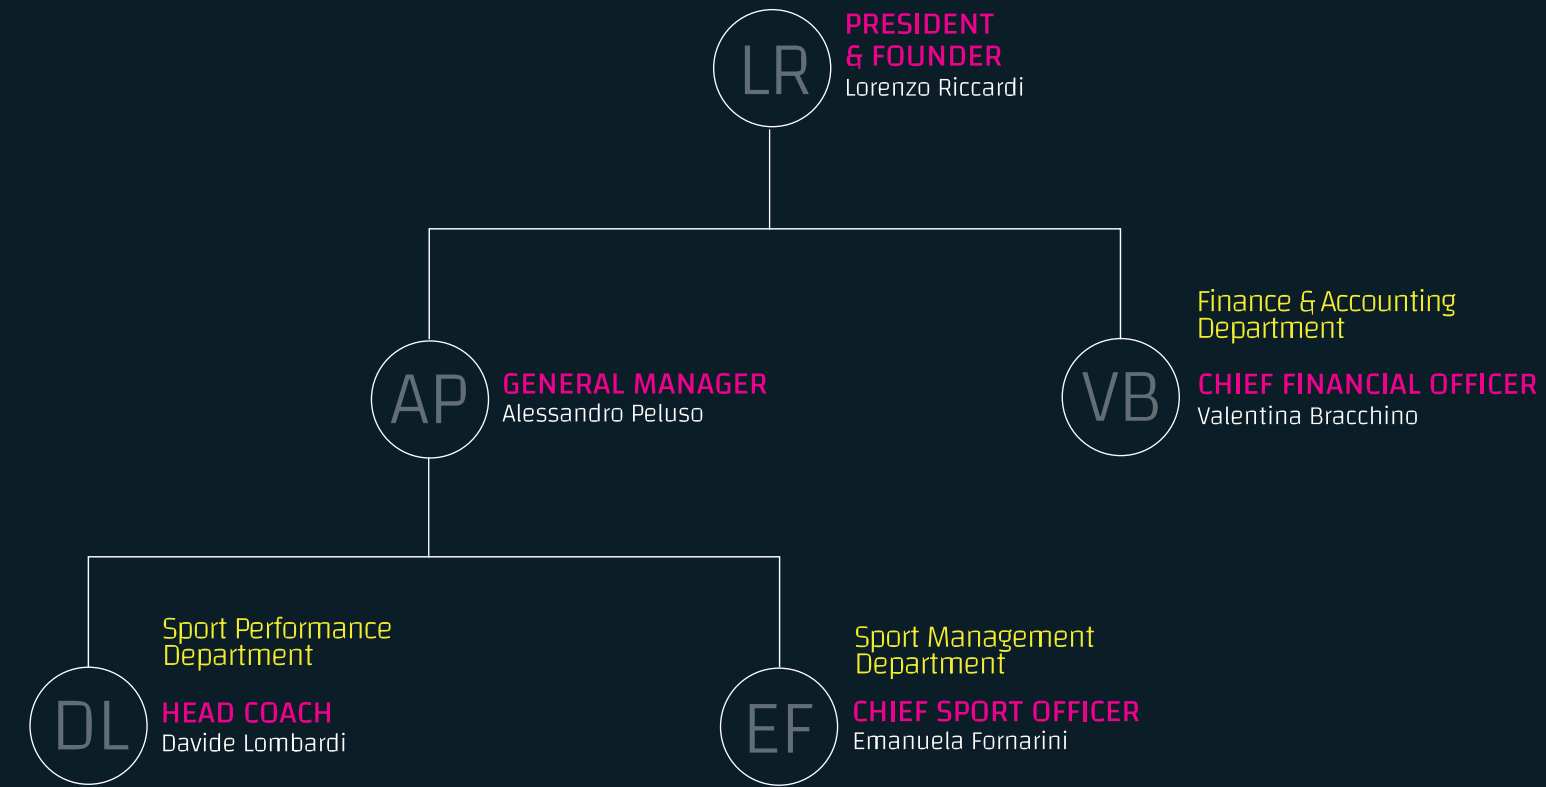 LR
PRESIDENT
& FOUNDER
Lorenzo Riccardi
AP
GENERAL MANAGER
Alessandro Peluso
Finance & Accounting
Department
VB
CHIEF FINANCIAL OFFICER
Valentina Bracchino
Sport Performance
Department
DL
HEAD COACH
Davide Lombardi
Sport Management
Department
EF
CHIEF SPORT OFFICER
Emanuela Fornarini